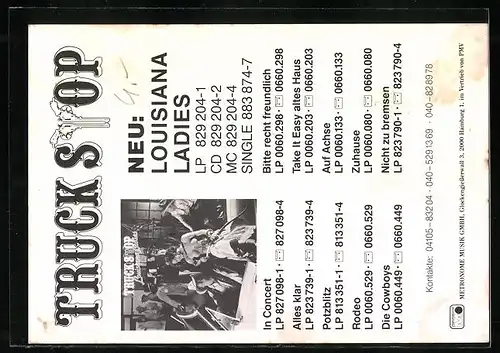 TRUCK STOP
4,-
NEU:
LOUISIANA
LADIES
LP 829 204-1
CD 829 204-2
MC 829 204-4
SINGLE 883 874-7
TRUCK STOP
In Concert
LP 827 098-1 · 827 098-4
Alles klar
LP 823 739-1 · 823 739-4
Potzblitz
LP 813 351-1 · 813 351-4
Rodeo
LP 0060.529 · 0660.529
Die Cowboys
LP 0060.449 · 0660.449
Bitte recht freundlich
LP 0060.298 · 0660.298
Take It Easy altes Haus
LP 0060.203 · 0660.203
Auf Achse
LP 0060.133 · 0660.133
Zuhause
LP 0060.080 · 0660.080
Nicht zu bremsen
LP 823 790-1 · 823 790-4
Kontakte: 04105-83204 · 040-5291369 · 040-828978
METRONOME MUSIK GMBH, Glockengießerwall 3, 2000 Hamburg 1, im Vertrieb von PMV